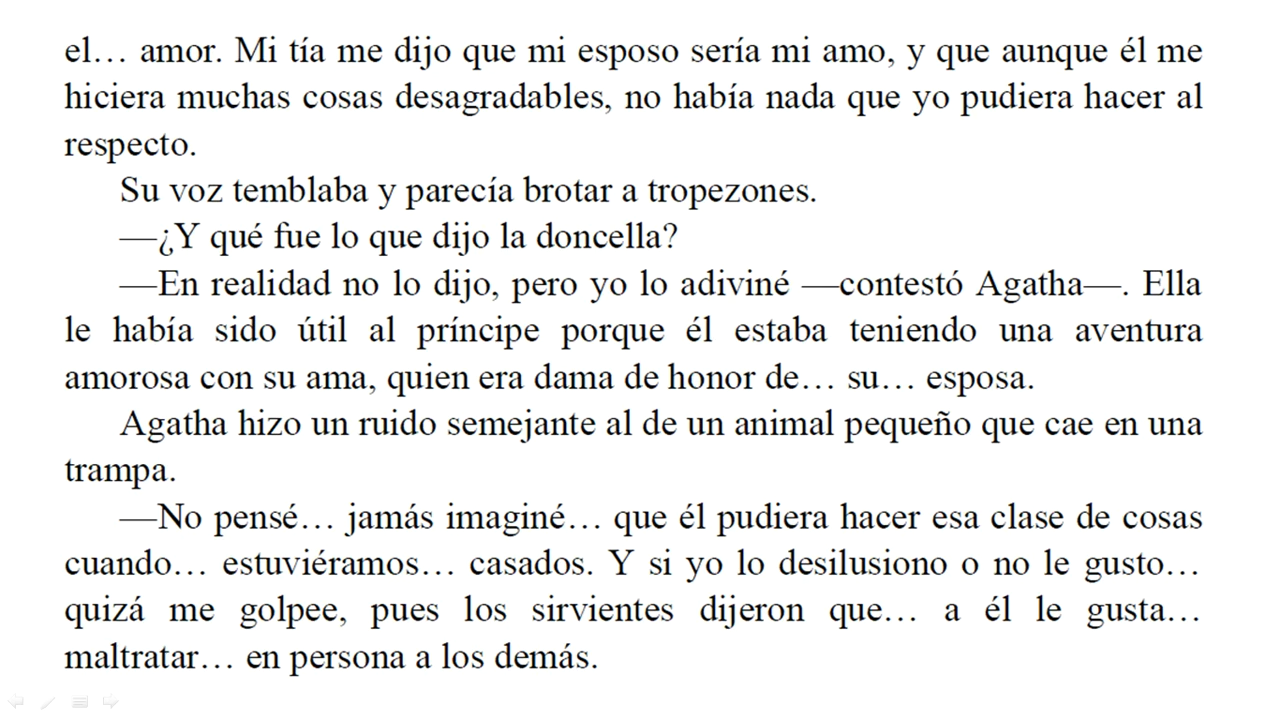 el… amor. Mi tía me dijo que mi esposo sería mi amo, y que aunque él me
hiciera muchas cosas desagradables, no había nada que yo pudiera hacer al
respecto.
Su voz temblaba y parecía brotar a tropezones.
—¿Y qué fue lo que dijo la doncella?
—En realidad no lo dijo, pero yo lo adiviné —contestó Agatha—. Ella
le había sido útil al príncipe porque él estaba teniendo una aventura
amorosa con su ama, quien era dama de honor de… su… esposa.
Agatha hizo un ruido semejante al de un animal pequeño que cae en una
trampa.
—No pensé… jamás imaginé… que él pudiera hacer esa clase de cosas
cuando… estuviéramos… casados. Y si yo lo desilusiono o no le gusto…
quizá me golpee, pues los sirvientes dijeron que… a él le gusta…
maltratar… en persona a los demás.